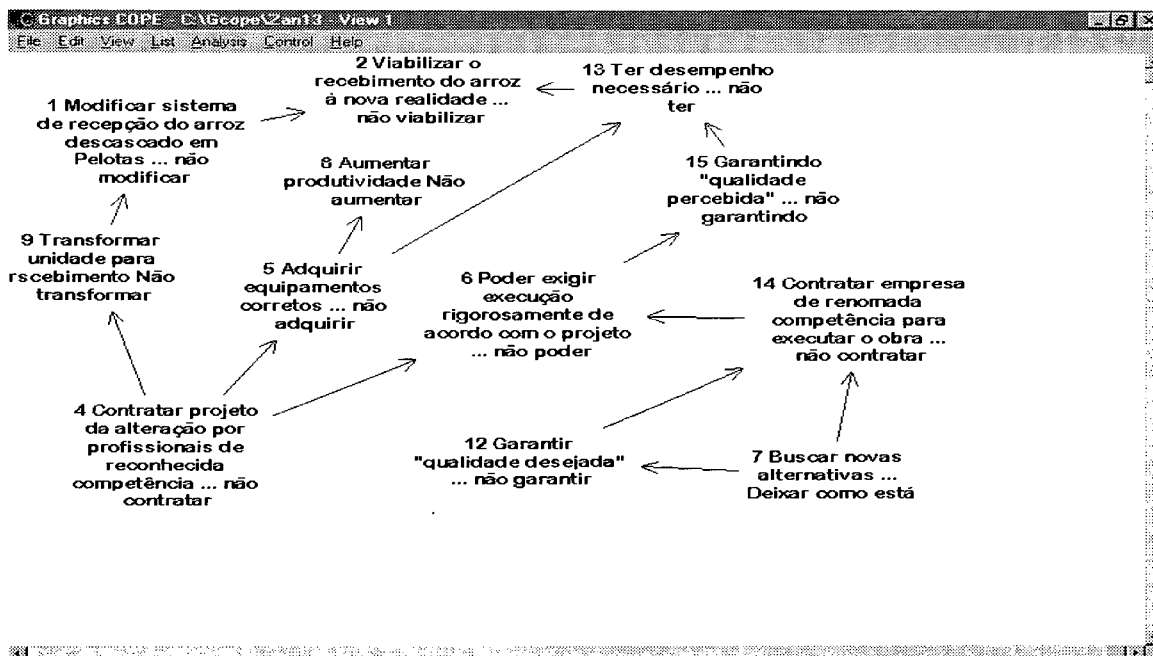 Graphics COPE - C:\Gcope\Zan13 - View 1
File Edit View List Analysis Control Help
2 Viabilizar o
recebimento do arroz
à nova realidade ...
não viabilizar
13 Ter desempenho
necessário ... não
ter
1 Modificar sistema
de recepção do arroz
descascado em
Pelotas ... não
modificar
8 Aumentar
produtividade Não
aumentar
15 Garantindo
"qualidade
percebida" ... não
garantindo
9 Transformar
unidade para
rscebimento Não
transformar
5 Adquirir
equipamentos
corretos ... não
adquirir
6 Poder exigir
execução
rigorosamente de
acordo com o projeto
... não poder
14 Contratar empresa
de renomada
competência para
executar o obra ...
não contratar
4 Contratar projeto
da alteração por
profissionais de
reconhecida
competência ... não
contratar
12 Garantir
"qualidade desejada"
... não garantir
7 Buscar novas
alternativas ...
Deixar como está